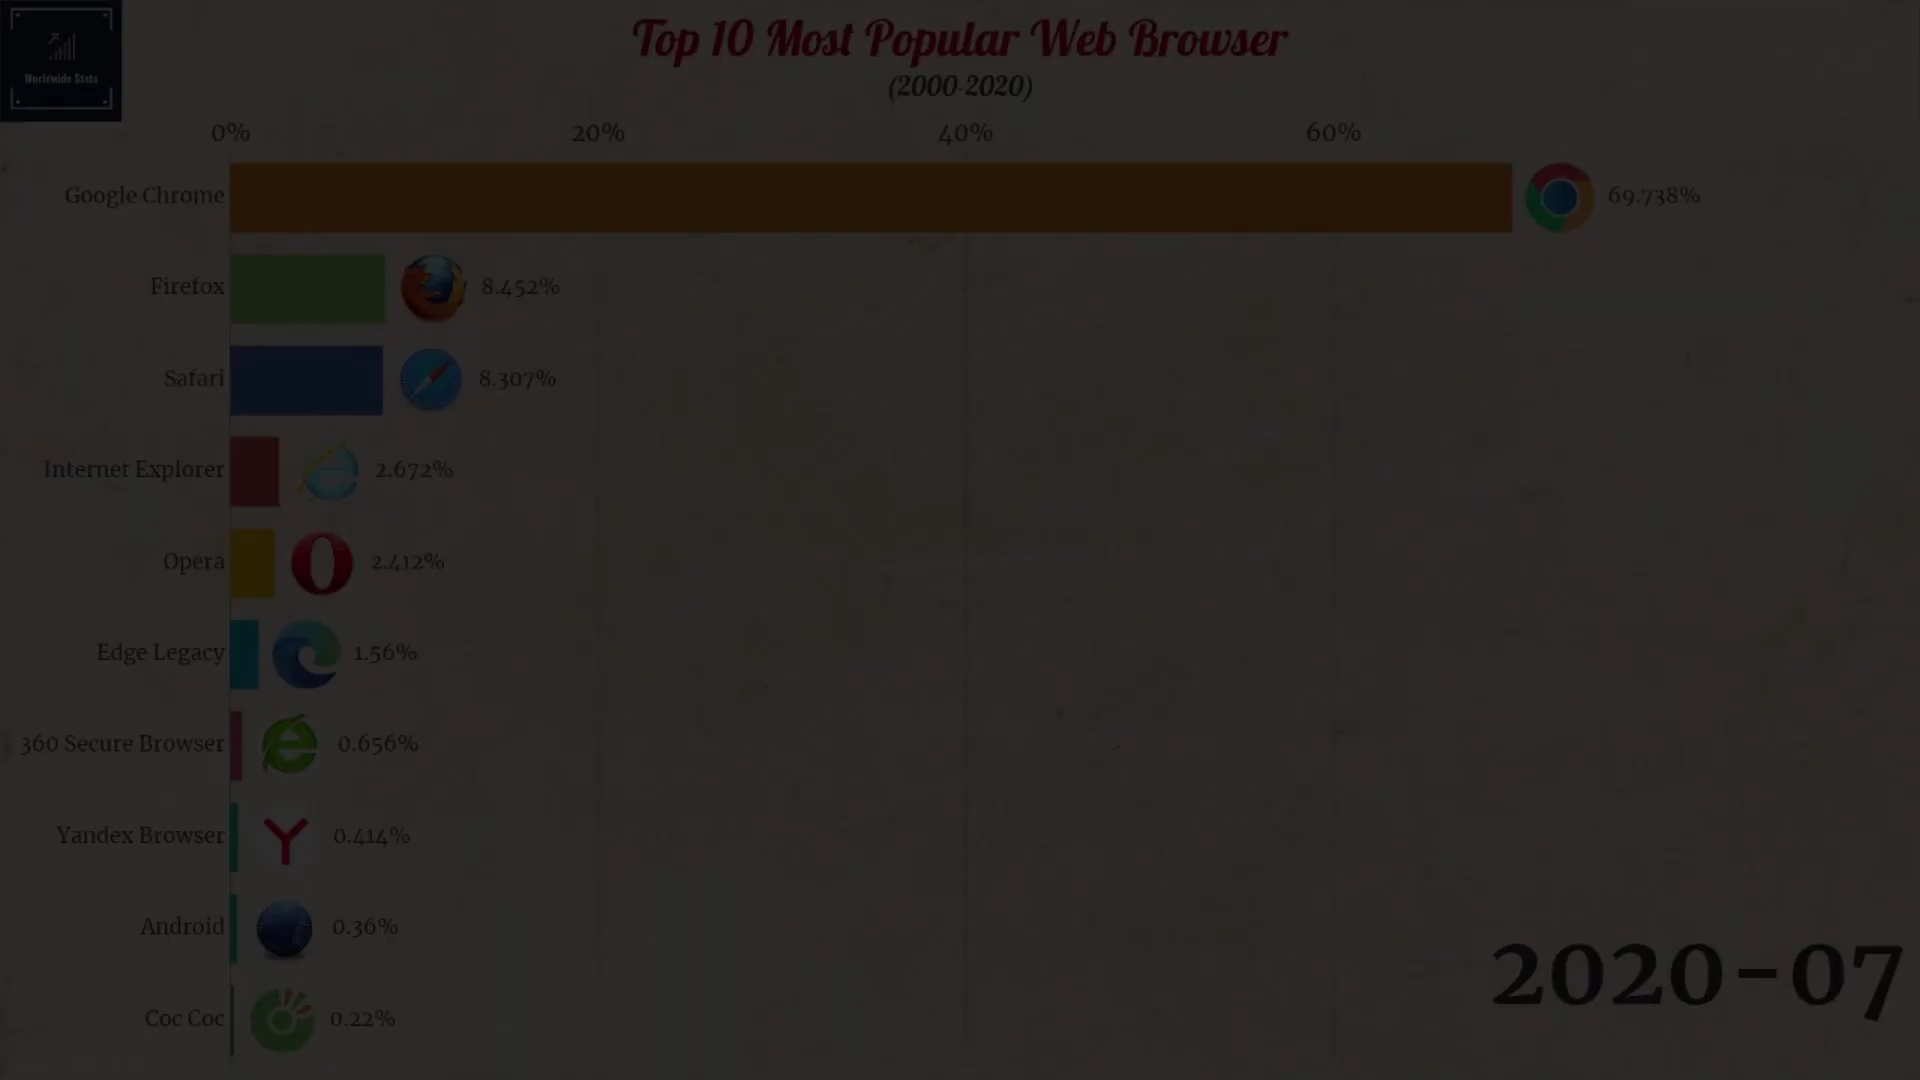 Worldwide Stats
Top 10 Most Popular Web Browser
(2000-2020)
0% 20% 40% 60%
Google Chrome 69.738%
Firefox 8.452%
Safari 8.307%
Internet Explorer 2.672%
Opera 2.412%
Edge Legacy 1.56%
360 Secure Browser 0.656%
Yandex Browser 0.414%
Android 0.36%
Coc Coc 0.22%
2020-07